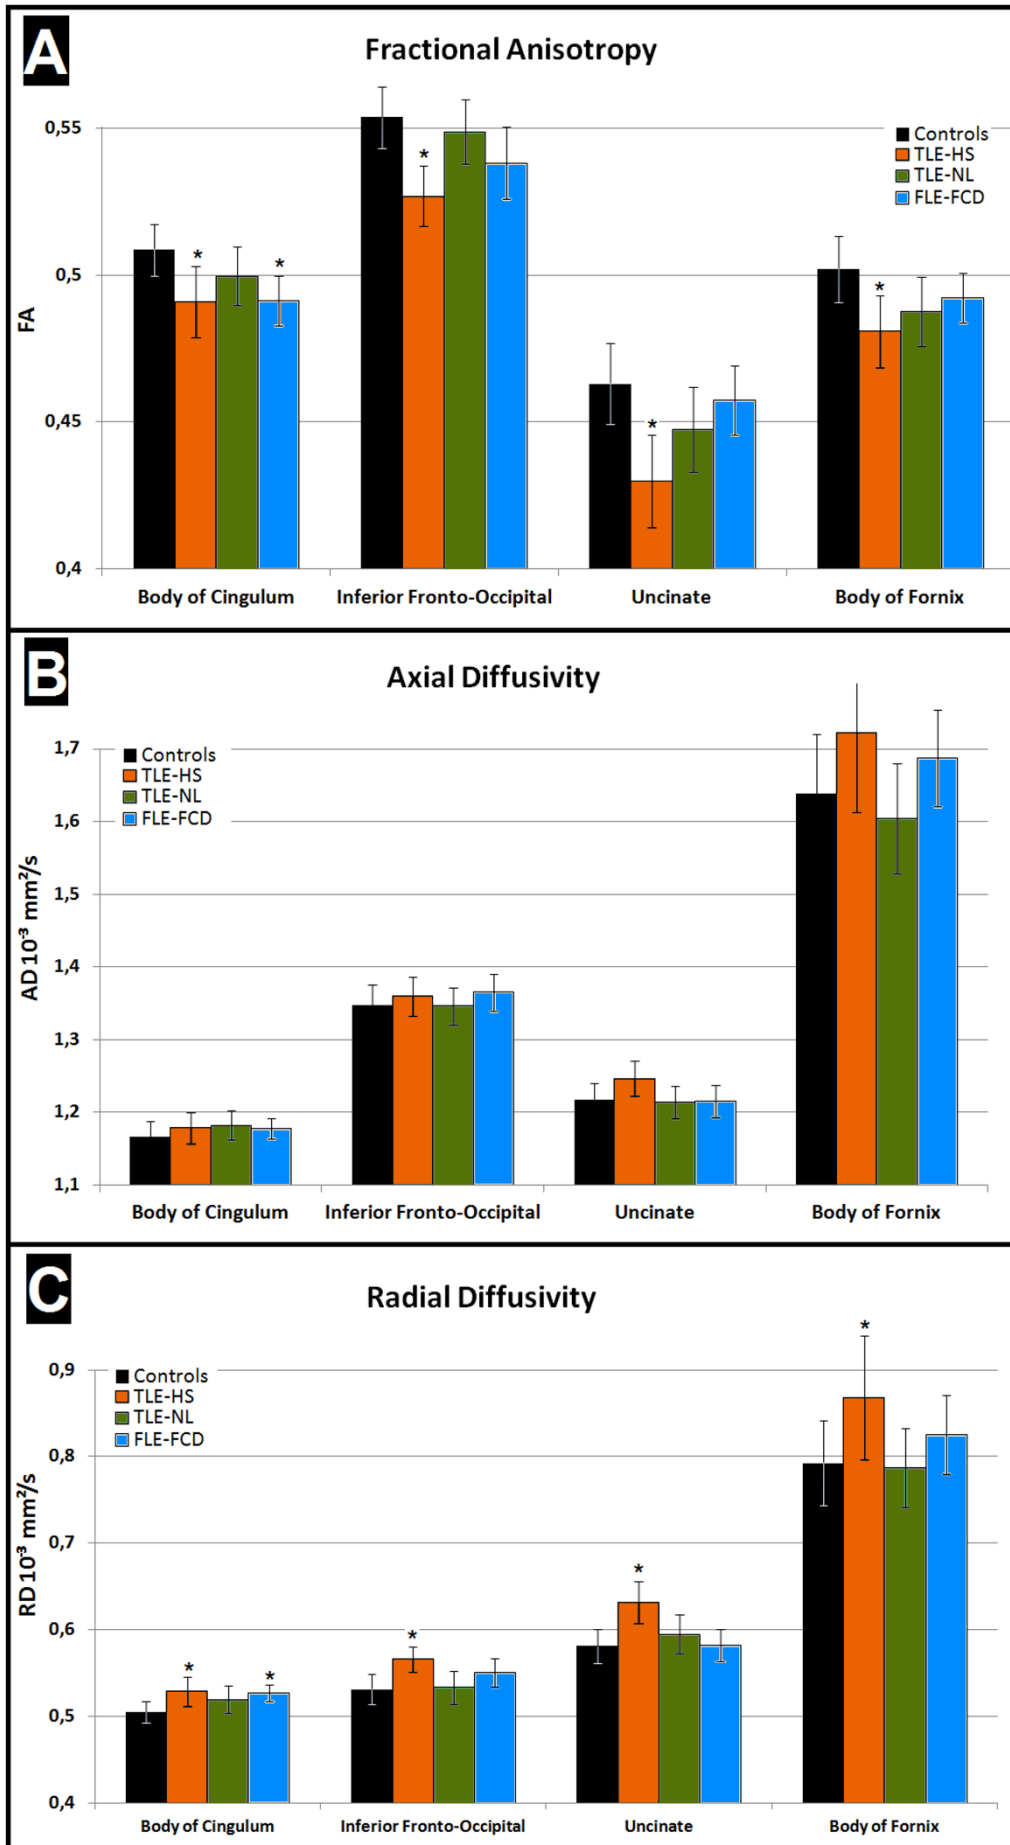 A
Fractional Anisotropy
0,55
0,5
0,45
0,4
FA
Controls
TLE-HS
TLE-NL
FLE-FCD
*
*
*
*
*
Body of Cingulum
Inferior Fronto-Occipital
Uncinate
Body of Fornix
B
Axial Diffusivity
1,7
1,6
1,5
1,4
1,3
1,2
1,1
AD 10⁻³ mm²/s
Controls
TLE-HS
TLE-NL
FLE-FCD
Body of Cingulum
Inferior Fronto-Occipital
Uncinate
Body of Fornix
C
Radial Diffusivity
0,9
0,8
0,7
0,6
0,5
0,4
RD 10⁻³ mm²/s
Controls
TLE-HS
TLE-NL
FLE-FCD
*
*
*
*
*
Body of Cingulum
Inferior Fronto-Occipital
Uncinate
Body of Fornix